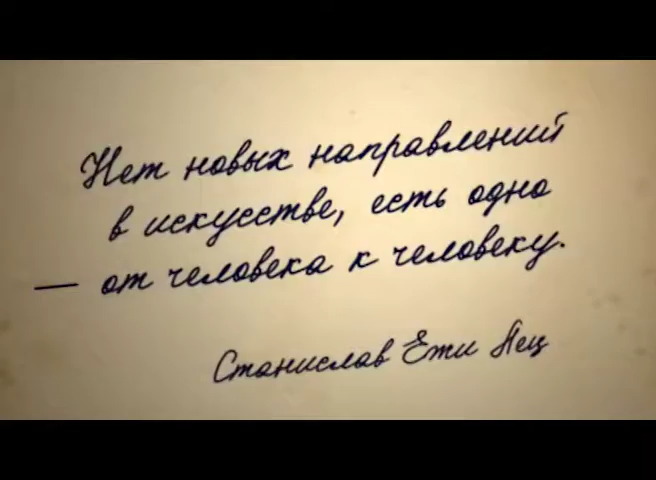 Нет новых направлений
в искусстве, есть одно
— от человека к человеку.
Станислав Ежи Лец